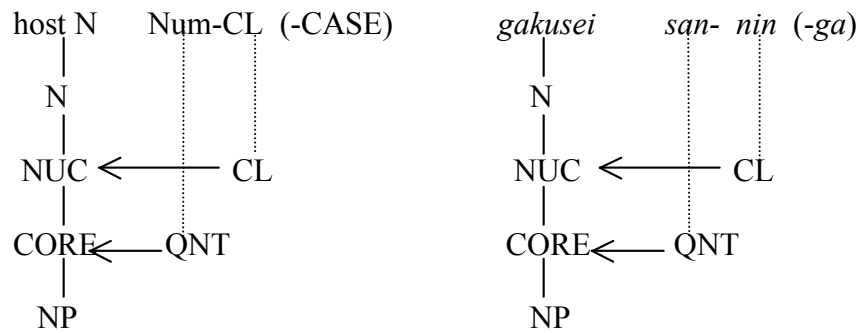 host N Num-CL (-CASE) gakusei san- nin (-ga)
N N
NUC CL NUC CL
CORE QNT CORE QNT
NP NP